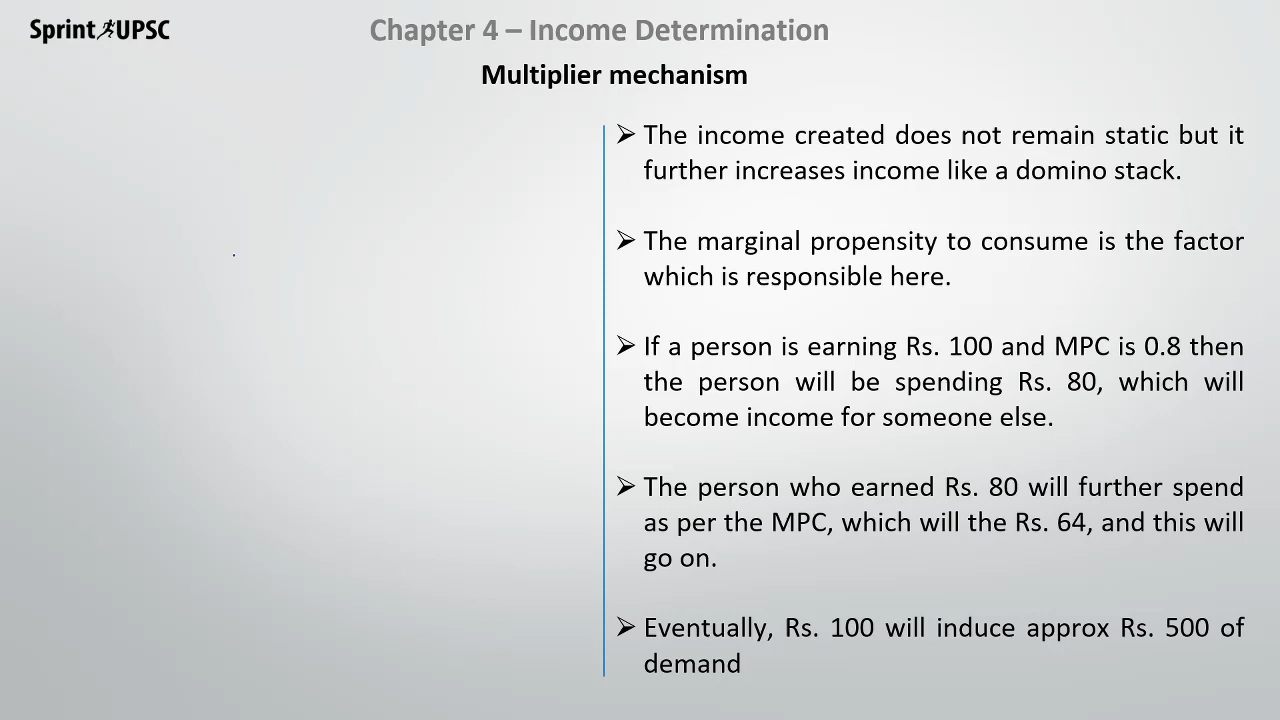 Sprint UPSC
Chapter 4 – Income Determination
Multiplier mechanism
➢ The income created does not remain static but it
further increases income like a domino stack.
➢ The marginal propensity to consume is the factor
which is responsible here.
➢ If a person is earning Rs. 100 and MPC is 0.8 then
the person will be spending Rs. 80, which will
become income for someone else.
➢ The person who earned Rs. 80 will further spend
as per the MPC, which will the Rs. 64, and this will
go on.
➢ Eventually, Rs. 100 will induce approx Rs. 500 of
demand